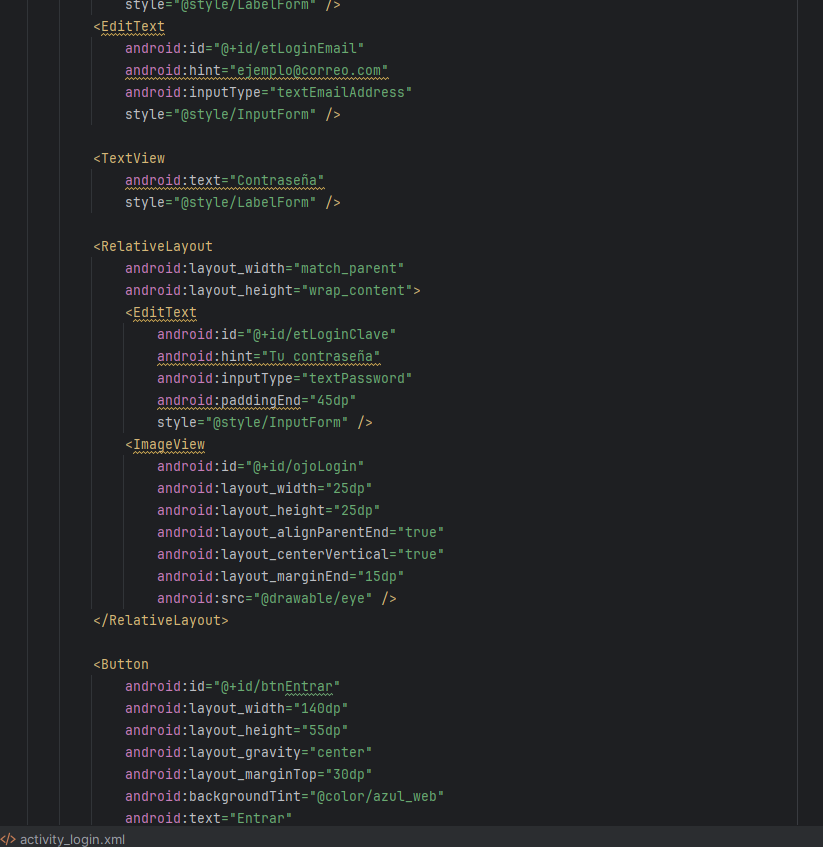 style="@style/LabelForm" />
<EditText
android:id="@+id/etLoginEmail"
android:hint="ejemplo@correo.com"
android:inputType="textEmailAddress"
style="@style/InputForm" />
<TextView
android:text="Contraseña"
style="@style/LabelForm" />
<RelativeLayout
android:layout_width="match_parent"
android:layout_height="wrap_content">
<EditText
android:id="@+id/etLoginClave"
android:hint="Tu contraseña"
android:inputType="textPassword"
android:paddingEnd="45dp"
style="@style/InputForm" />
<ImageView
android:id="@+id/ojoLogin"
android:layout_width="25dp"
android:layout_height="25dp"
android:layout_alignParentEnd="true"
android:layout_centerVertical="true"
android:layout_marginEnd="15dp"
android:src="@drawable/eye" />
</RelativeLayout>
<Button
android:id="@+id/btnEntrar"
android:layout_width="140dp"
android:layout_height="55dp"
android:layout_gravity="center"
android:layout_marginTop="30dp"
android:backgroundTint="@color/azul_web"
android:text="Entrar"
</> activity_login.xml